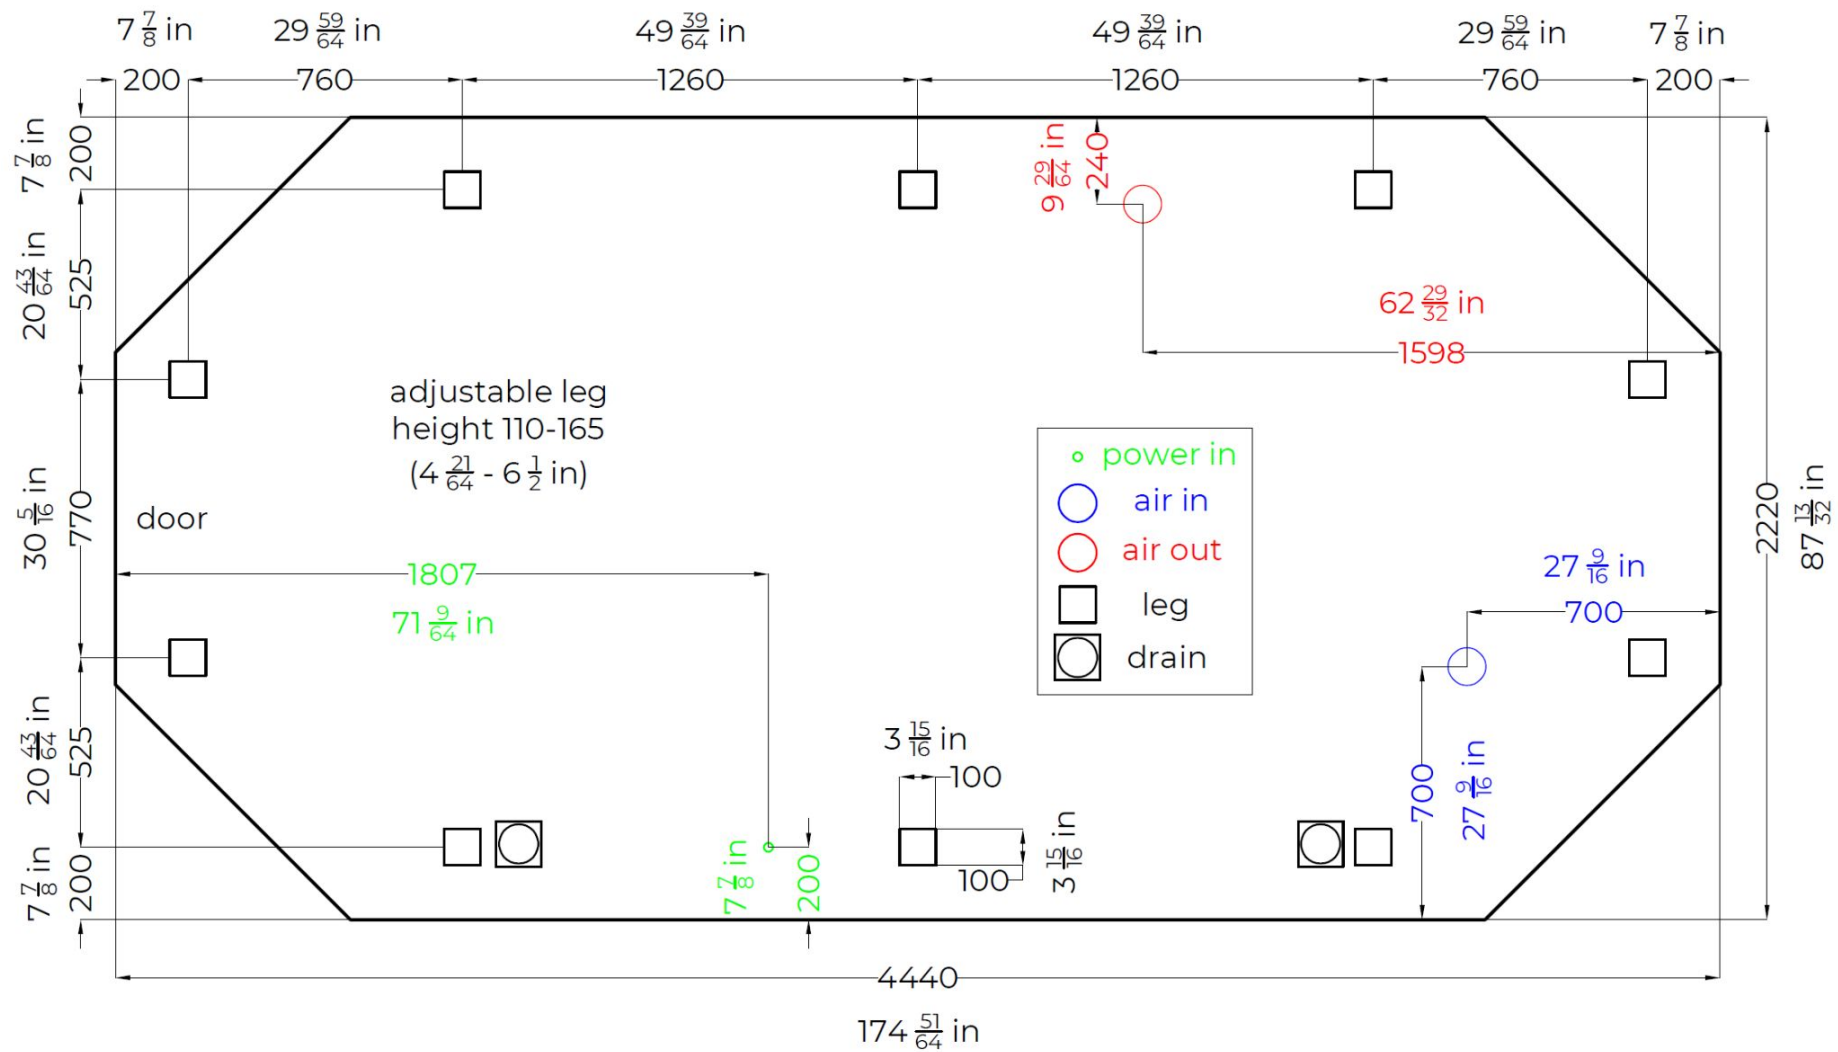 7 7/8 in 29 59/64 in 49 39/64 in 49 39/64 in 29 59/64 in 7 7/8 in
200 760 1260 1260 760 200
7 7/8 in 200
20 43/64 in 525
30 5/16 in 770
20 43/64 in 525
7 7/8 in 200
9 29/64 in 240
62 29/32 in
1598
adjustable leg
height 110-165
(4 21/64 - 6 1/2 in)
door
1807
71 9/64 in
power in
air in
air out
leg
drain
27 9/16 in
700
2220 87 13/32 in
3 15/16 in
100
100 3 15/16 in
7 7/8 in 200
700 27 9/16 in
4440
174 51/64 in